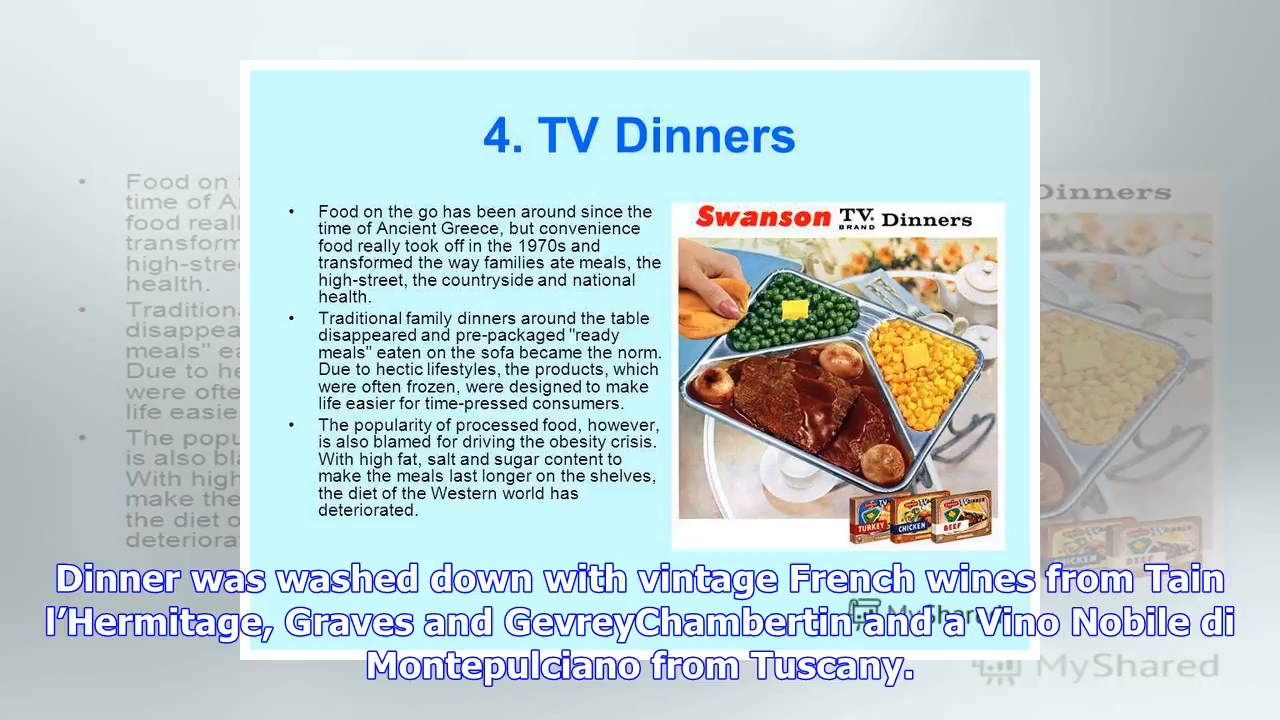 4. TV Dinners
• Food on the go has been around since the
time of Ancient Greece, but convenience
food really took off in the 1970s and
transformed the way families ate meals, the
high-street, the countryside and national
health.
• Traditional family dinners around the table
disappeared and pre-packaged "ready
meals" eaten on the sofa became the norm.
Due to hectic lifestyles, the products, which
were often frozen, were designed to make
life easier for time-pressed consumers.
• The popularity of processed food, however,
is also blamed for driving the obesity crisis.
With high fat, salt and sugar content to
make the meals last longer on the shelves,
the diet of the Western world has
deteriorated.
Swanson TV. BRAND Dinners
TURKEY
CHICKEN
BEEF
Dinner was washed down with vintage French wines from Tain
l’Hermitage, Graves and GevreyChambertin and a Vino Nobile di
Montepulciano from Tuscany.
MyShared